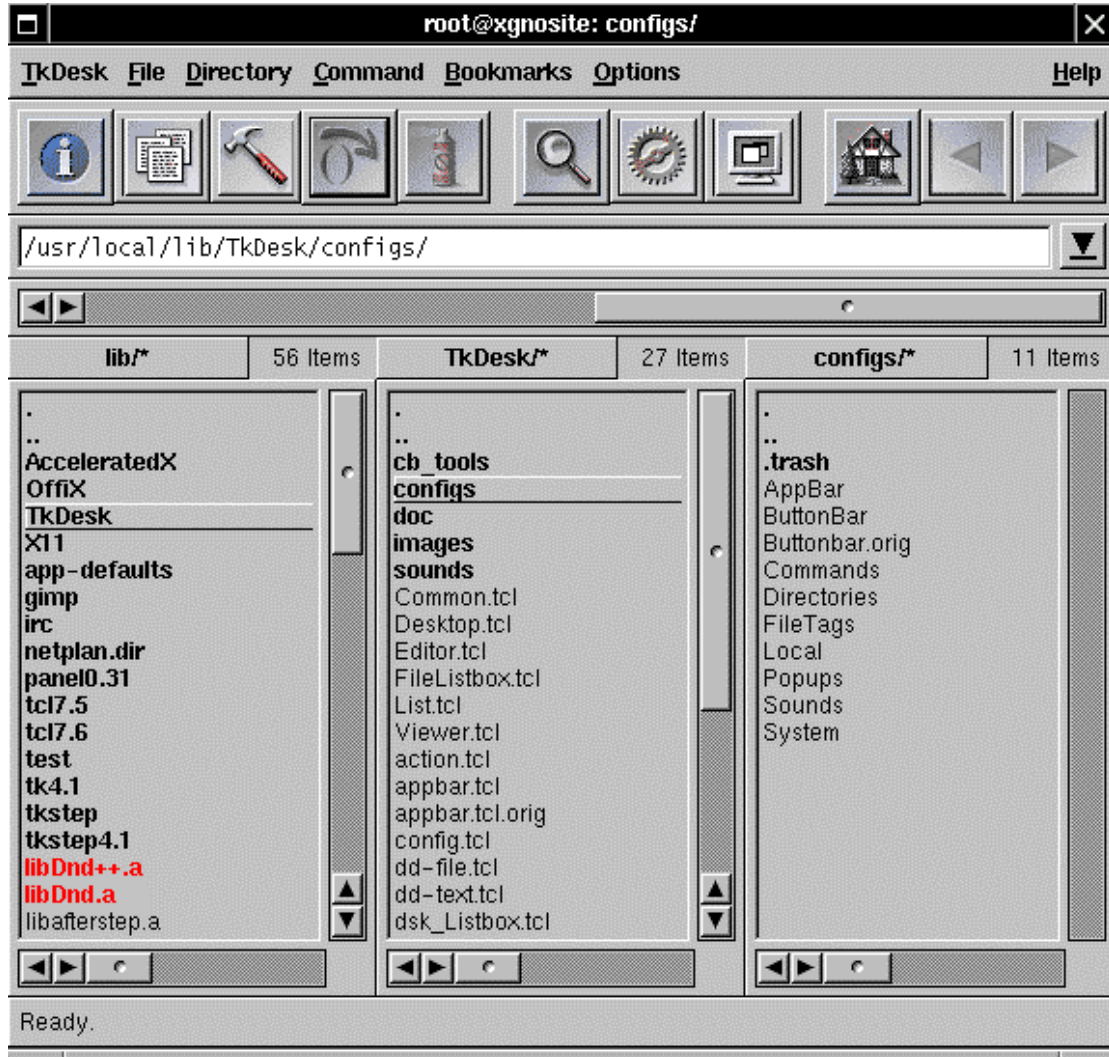 root@xgnosite: configs/
TkDesk File Directory Command Bookmarks Options Help
/usr/local/lib/TkDesk/configs/
lib/* 56 Items TkDesk/* 27 Items configs/* 11 Items
.
..
AcceleratedX
OffiX
TkDesk
X11
app-defaults
gimp
irc
netplan.dir
panel0.31
tcl7.5
tcl7.6
test
tk4.1
tkstep
tkstep4.1
libDnd++.a
libDnd.a
libafterstep.a
.
..
cb_tools
configs
doc
images
sounds
Common.tcl
Desktop.tcl
Editor.tcl
FileListbox.tcl
List.tcl
Viewer.tcl
action.tcl
appbar.tcl
appbar.tcl.orig
config.tcl
dd-file.tcl
dd-text.tcl
dsk_Listbox.tcl
.
..
.trash
AppBar
ButtonBar
Buttonbar.orig
Commands
Directories
FileTags
Local
Popups
Sounds
System
Ready.